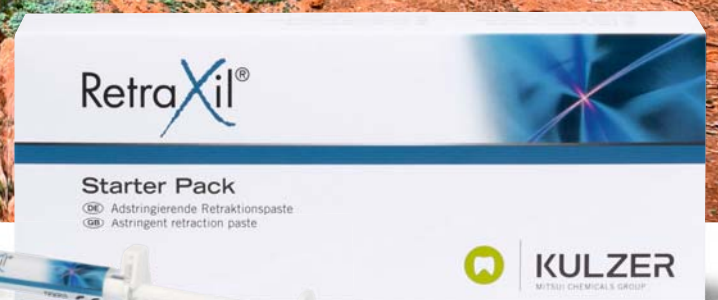 RetraXil®
Starter Pack
DE Adstringierende Retraktionspaste
GB Astringent retraction paste
KULZER
MITSUI CHEMICALS GROUP